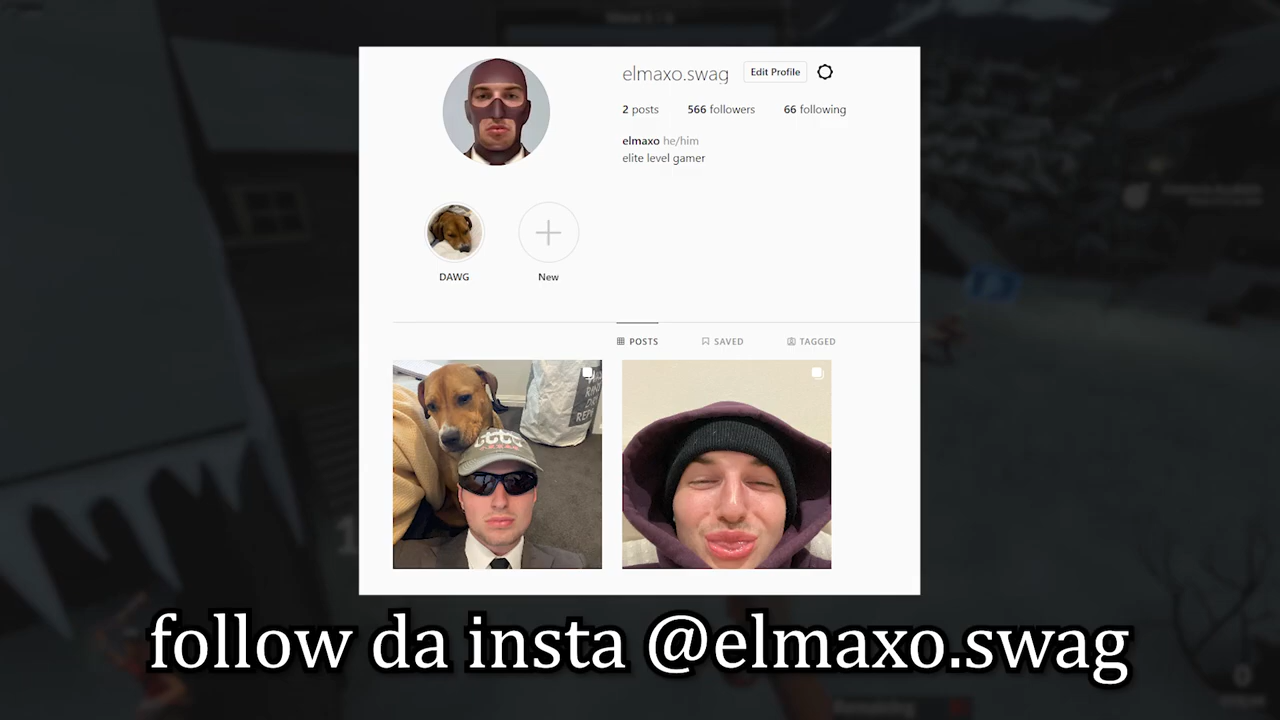 elmaxo.swag Edit Profile
2 posts 566 followers 66 following
elmaxo he/him
elite level gamer
DAWG New
POSTS SAVED TAGGED
follow da insta @elmaxo.swag